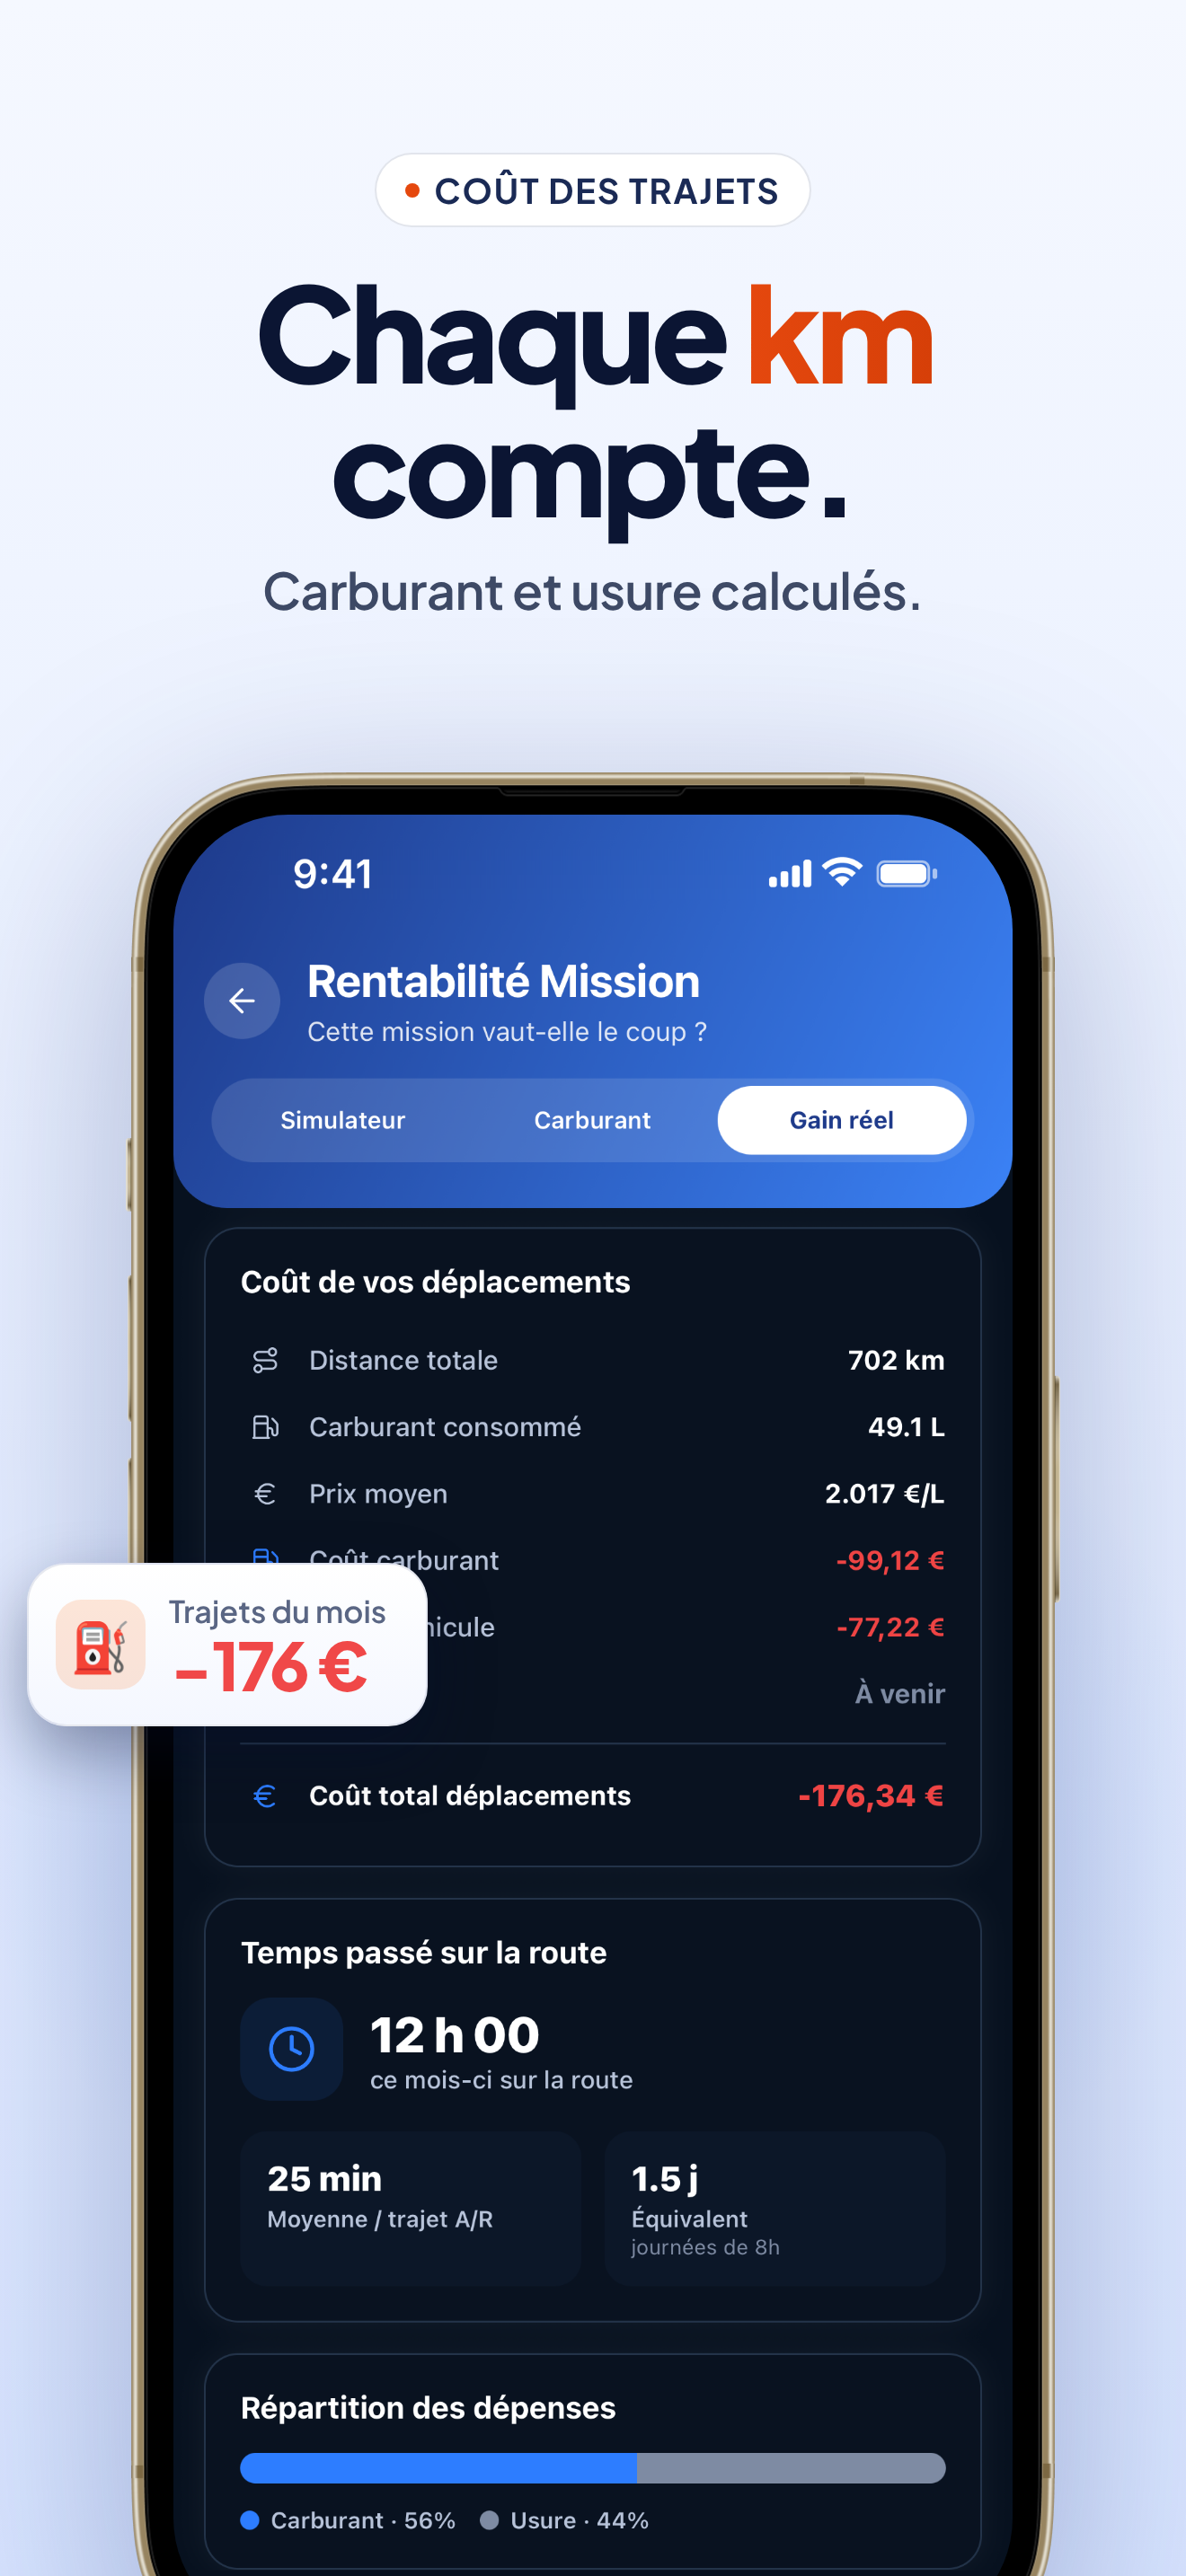 COÛT DES TRAJETS
Chaque km
compte.
Carburant et usure calculés.
9:41
Rentabilité Mission
Cette mission vaut-elle le coup ?
Simulateur Carburant Gain réel
Coût de vos déplacements
Distance totale 702 km
Carburant consommé 49.1 L
Prix moyen 2.017 €/L
Coût carburant -99,12 €
-77,22 €
À venir
Trajets du mois
-176 €
€ Coût total déplacements -176,34 €
Temps passé sur la route
12 h 00
ce mois-ci sur la route
25 min
Moyenne / trajet A/R
1.5 j
Équivalent
journées de 8h
Répartition des dépenses
Carburant · 56% Usure · 44%